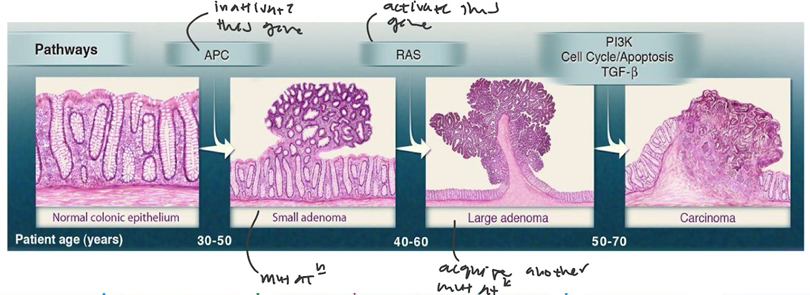 inactivate
this gene
activate this
gene
Pathways
APC
RAS
PI3K
Cell Cycle/Apoptosis
TGF-β
Normal colonic epithelium
Small adenoma
Large adenoma
Carcinoma
Patient age (years)
30-50
40-60
50-70
mutatⁿ
acquire another
mutatⁿ